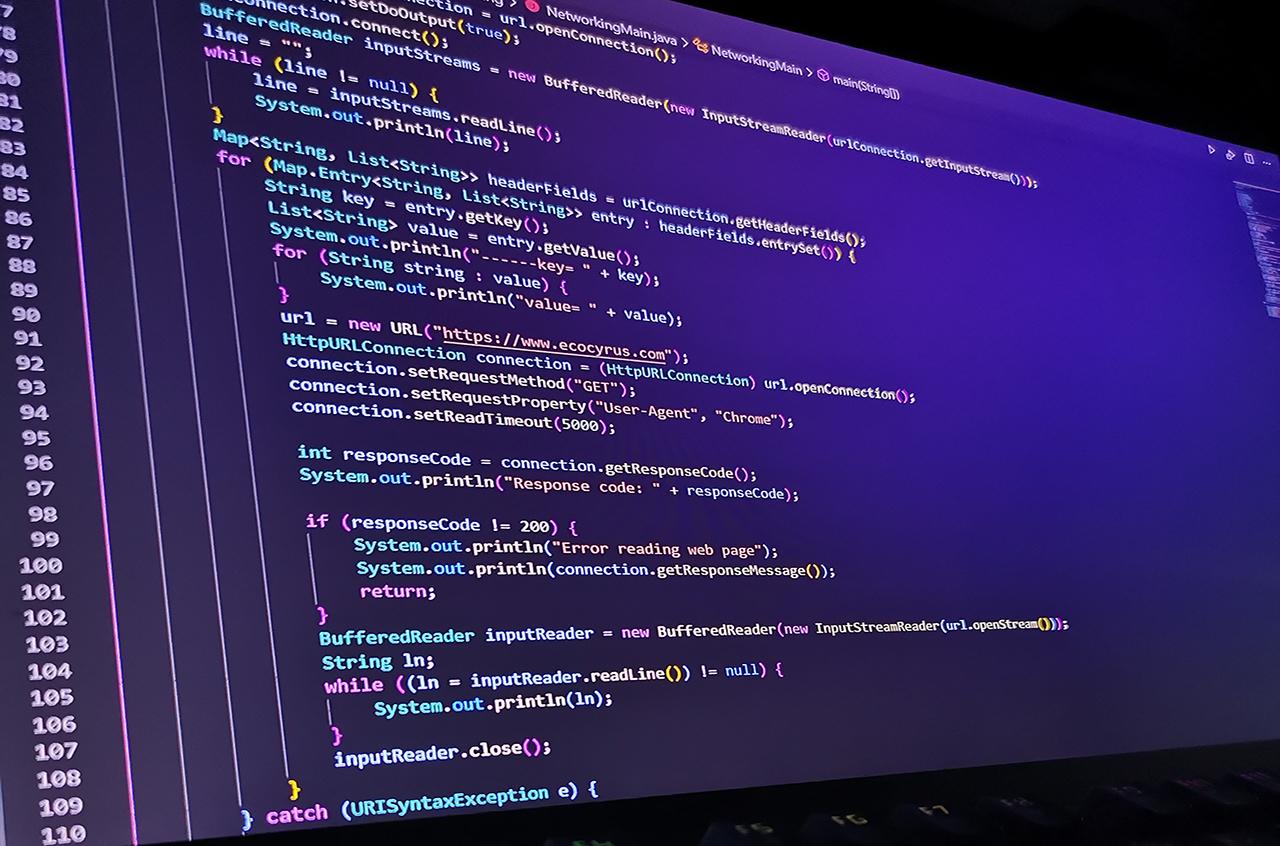 NetworkingMain.java > NetworkingMain > main(String[])
.setDoOutput(true);
connection = url.openConnection();
Connection.connect();
BufferedReader inputStreams = new BufferedReader(new InputStreamReader(urlConnection.getInputStream()));
line = "";
while (line != null) {
line = inputStreams.readLine();
System.out.println(line);
}
Map<String, List<String>> headerFields = urlConnection.getHeaderFields();
for (Map.Entry<String, List<String>> entry : headerFields.entrySet()) {
String key = entry.getKey();
List<String> value = entry.getValue();
System.out.println("------key= " + key);
for (String string : value) {
System.out.println("value= " + value);
}
url = new URL("https://www.ecocyrus.com");
HttpURLConnection connection = (HttpURLConnection) url.openConnection();
connection.setRequestMethod("GET");
connection.setRequestProperty("User-Agent", "Chrome");
connection.setReadTimeout(5000);
int responseCode = connection.getResponseCode();
System.out.println("Response code: " + responseCode);
if (responseCode != 200) {
System.out.println("Error reading web page");
System.out.println(connection.getResponseMessage());
return;
}
BufferedReader inputReader = new BufferedReader(new InputStreamReader(url.openStream()));
String ln;
while ((ln = inputReader.readLine()) != null) {
System.out.println(ln);
}
inputReader.close();
}
} catch (URISyntaxException e) {
78
79
80
81
82
83
84
85
86
87
88
89
90
91
92
93
94
95
96
97
98
99
100
101
102
103
104
105
106
107
108
109
110
F5
F6
F7